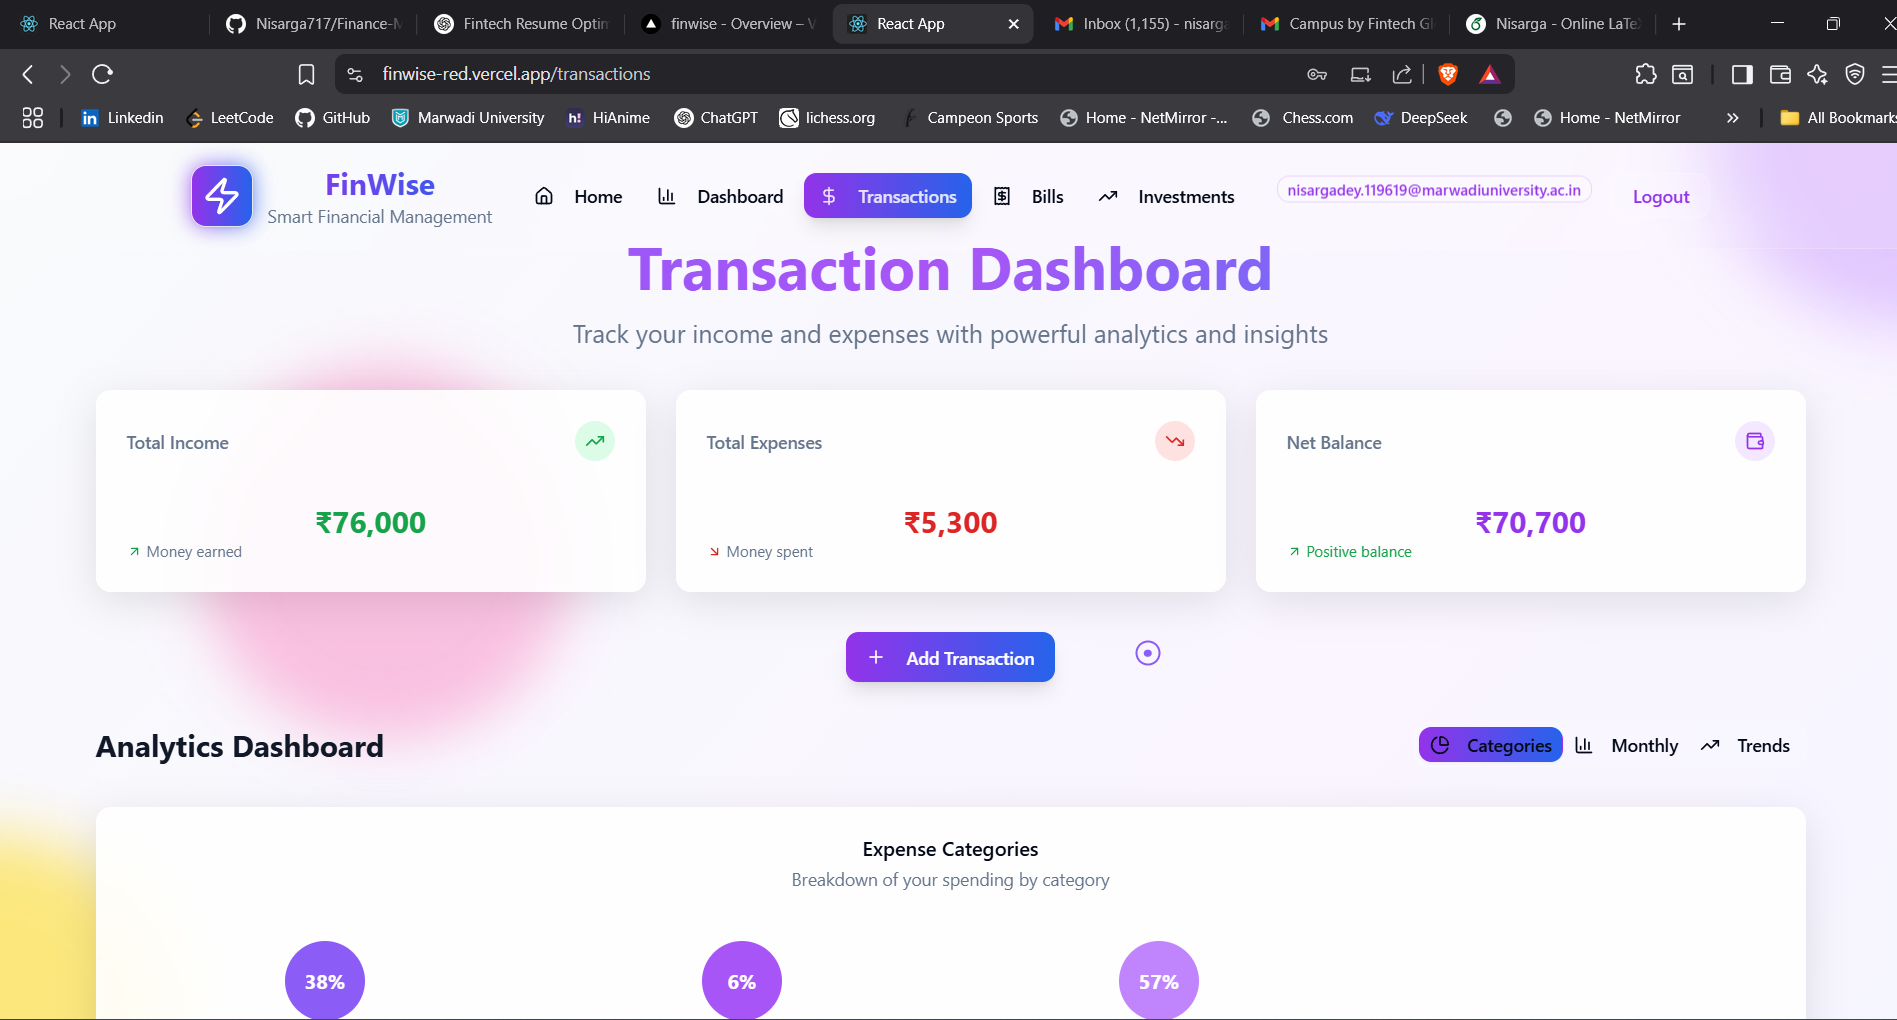 React App
Nisarga717/Finance-M
Fintech Resume Optim
finwise - Overview – V
React App
Inbox (1,155) - nisarga
Campus by Fintech Gl
Nisarga - Online LaTeX
finwise-red.vercel.app/transactions
Linkedin
LeetCode
GitHub
Marwadi University
h! HiAnime
ChatGPT
lichess.org
Campeon Sports
Home - NetMirror -...
Chess.com
DeepSeek
Home - NetMirror
All Bookmarks
FinWise
Smart Financial Management
Home
Dashboard
Transactions
Bills
Investments
nisargadey.119619@marwadiuniversity.ac.in
Logout
Transaction Dashboard
Track your income and expenses with powerful analytics and insights
Total Income
₹76,000
Money earned
Total Expenses
₹5,300
Money spent
Net Balance
₹70,700
Positive balance
+ Add Transaction
Analytics Dashboard
Categories
Monthly
Trends
Expense Categories
Breakdown of your spending by category
38%
6%
57%